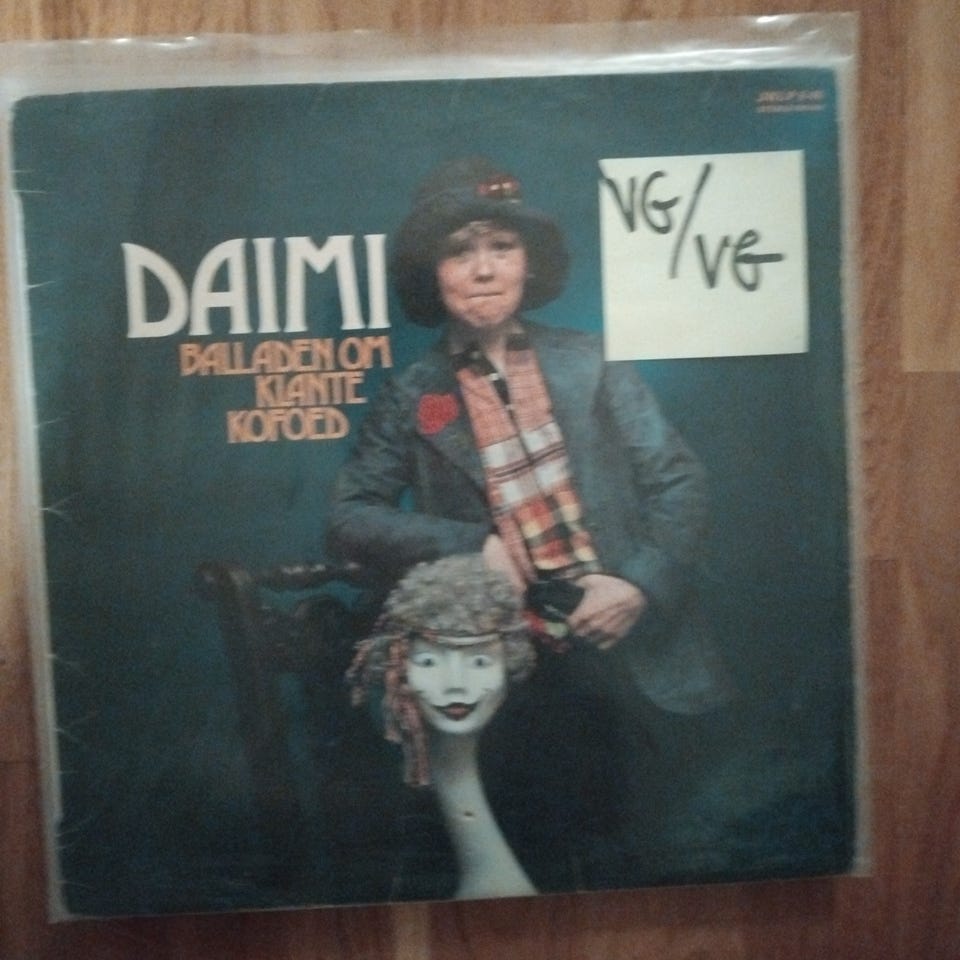 DAIMI
BALLADEN OM
KLANTE
KOFOED
VG/
VG